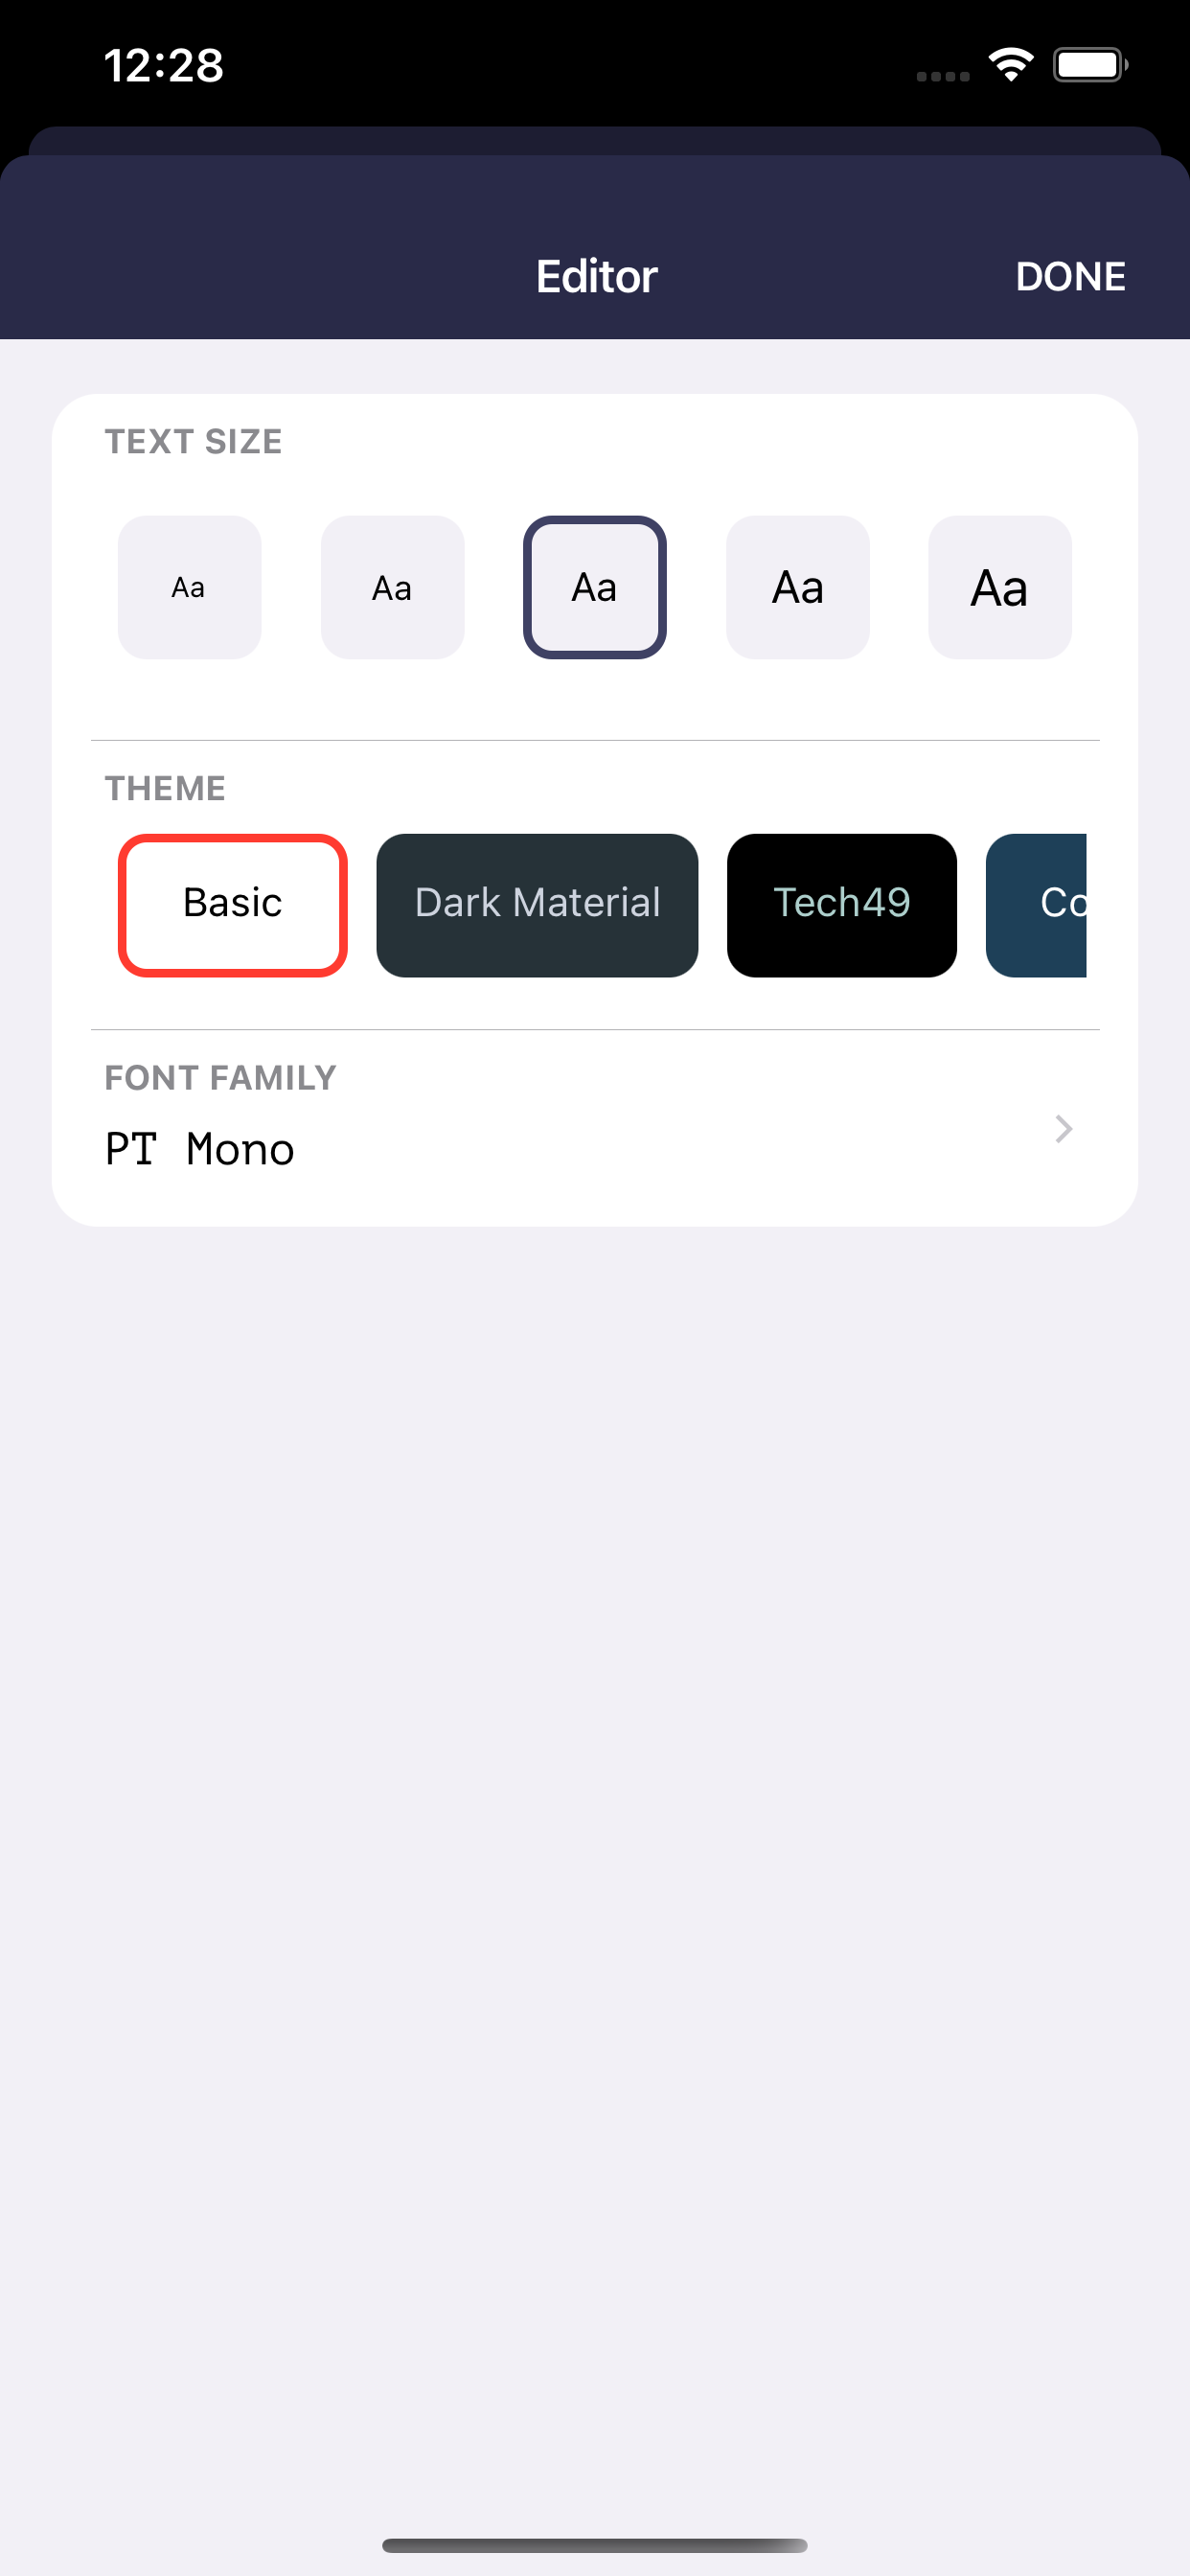 12:28
Editor
DONE
TEXT SIZE
Aa Aa Aa Aa Aa
THEME
Basic Dark Material Tech49 Co
FONT FAMILY
PT Mono